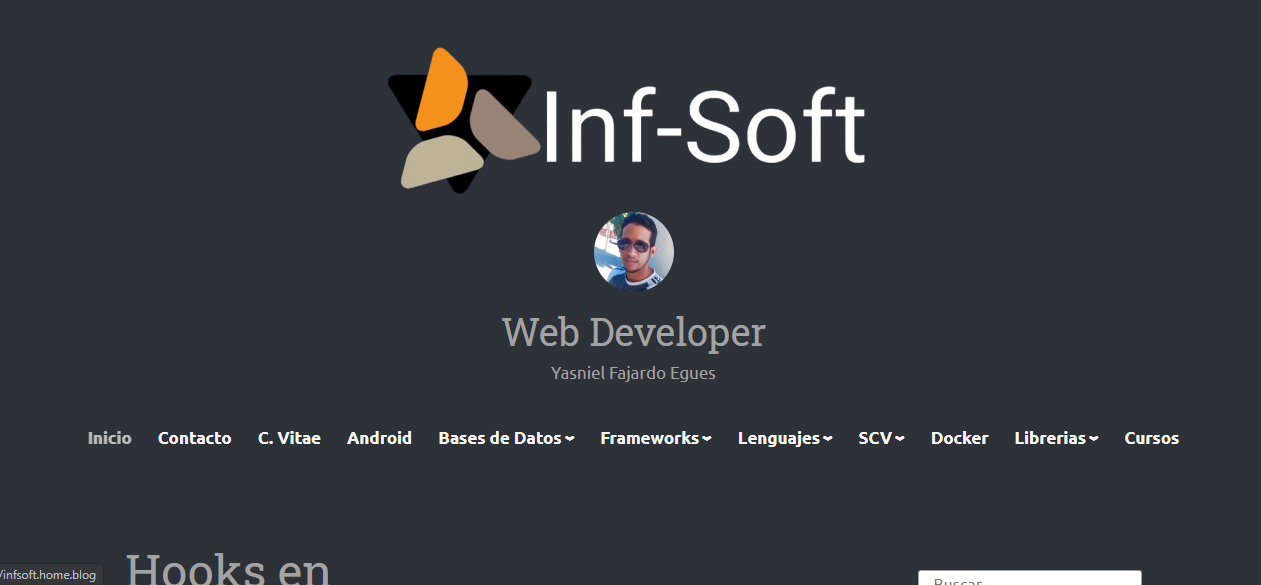 Inf-Soft
Web Developer
Yasniel Fajardo Egues
Inicio Contacto C. Vitae Android Bases de Datos Frameworks Lenguajes SCV Docker Librerias Cursos
Hooks en
Buscar
/infsoft.home.blog